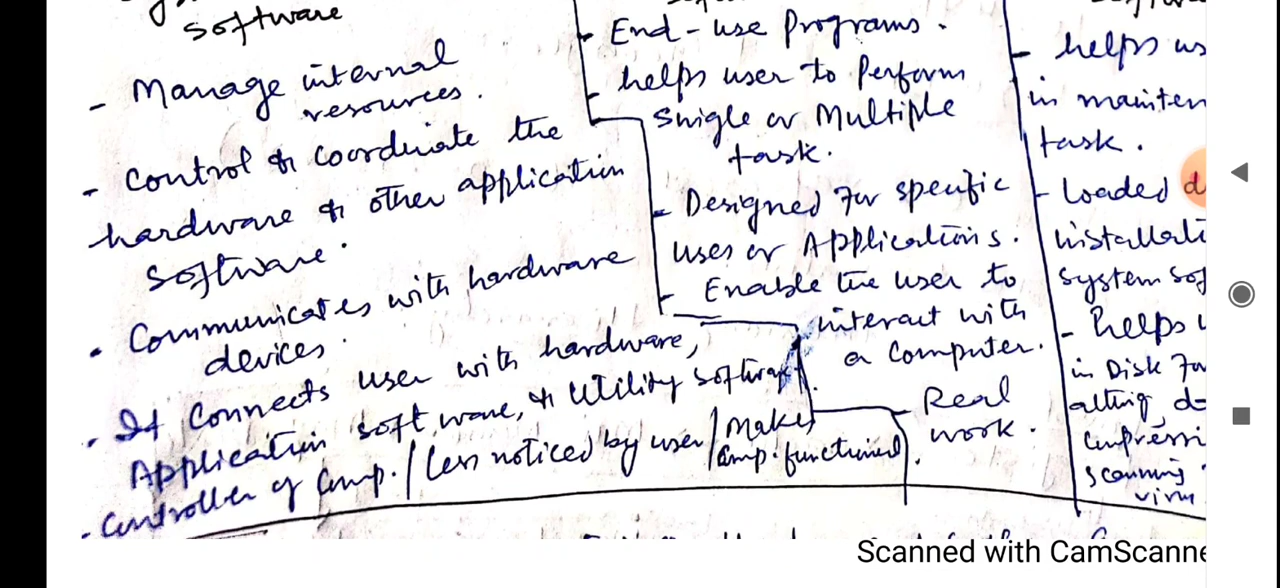 software
- Manage internal
resources.
- Control & coordinate the
hardware & other application
software.
- Communicates with hardware
devices.
- It connects user with hardware,
Application software, & Utility software.
- Controller of Comp. / Less noticed by user / Makes
Comp. functional.
- End-use Programs.
- helps user to Perform
Single or Multiple
task.
- Designed for specific
uses or Applications.
- Enable the user to
interact with
a computer.
- Real
work.
- helps us
in mainten
task.
- Loaded d
installati
system sof
- helps u
in Disk Fo
atting, d
compressi
scanning
viru
Scanned with CamScanne